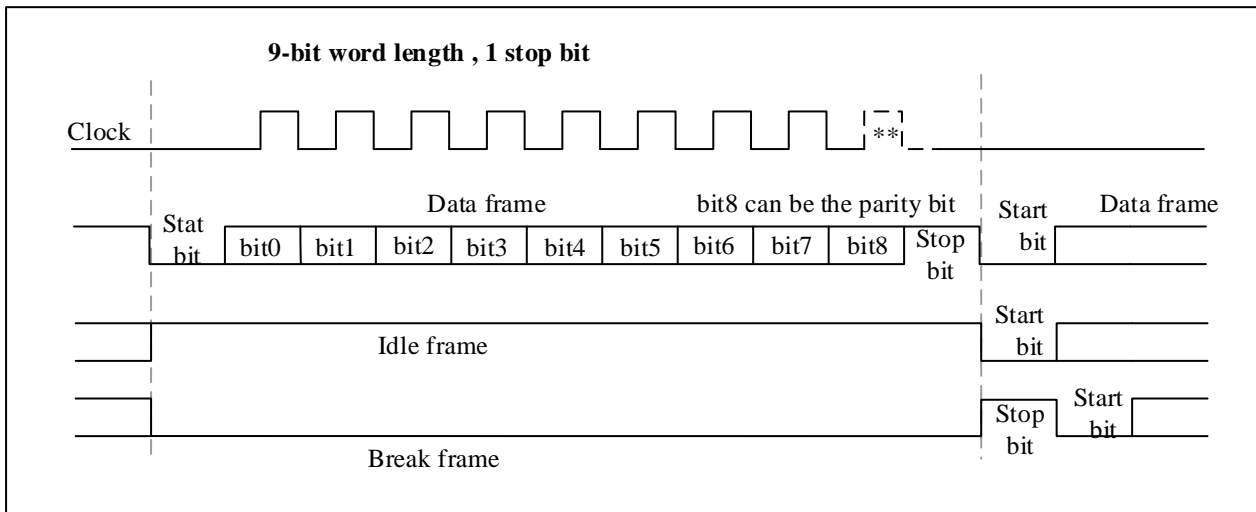 9-bit word length , 1 stop bit
Clock
**
Data frame
bit8 can be the parity bit
Data frame
Stat bit
bit0
bit1
bit2
bit3
bit4
bit5
bit6
bit7
bit8
Stop bit
Start bit
Idle frame
Start bit
Stop bit
Start bit
Break frame